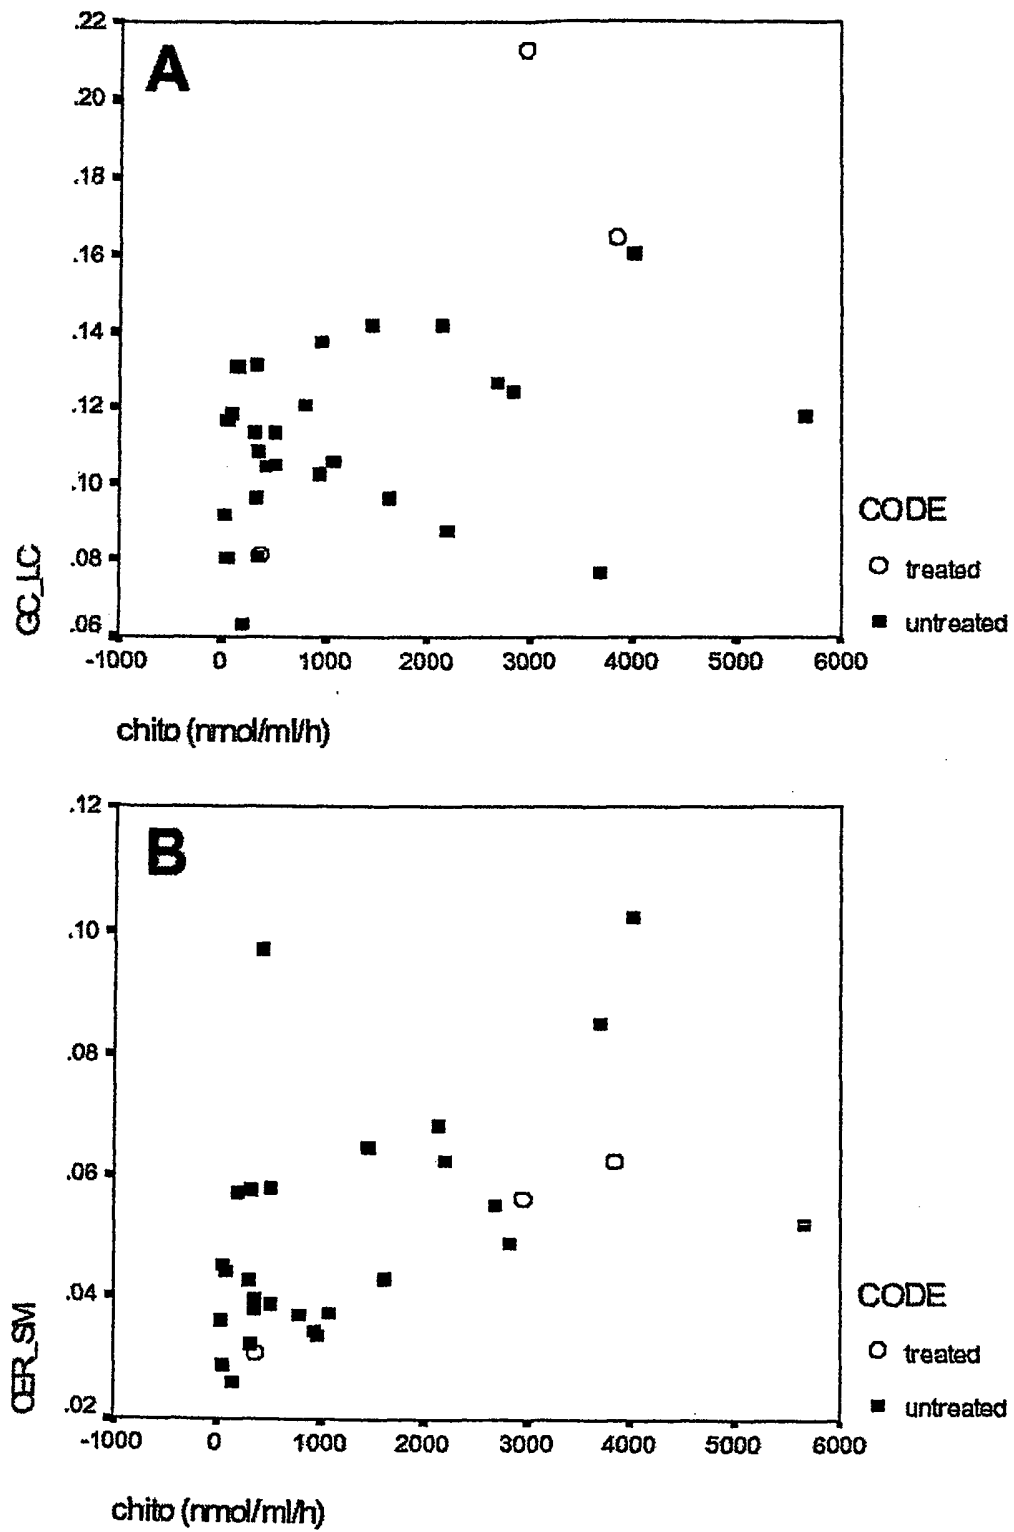 A
.22
.20
.18
.16
.14
.12
.10
.08
.06
GC_LC
-1000 0 1000 2000 3000 4000 5000 6000
chito (nmol/ml/h)
CODE
treated
untreated
B
.12
.10
.08
.06
.04
.02
CER_SM
-1000 0 1000 2000 3000 4000 5000 6000
chito (nmol/ml/h)
CODE
treated
untreated